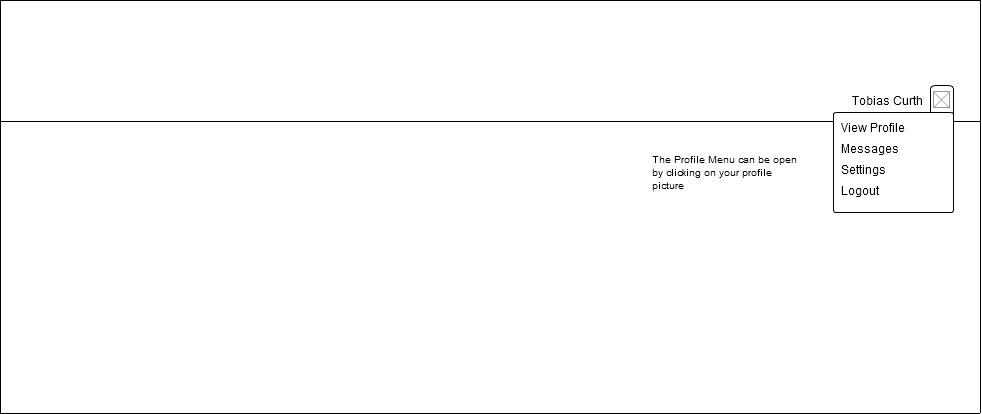 Tobias Curth
View Profile
Messages
Settings
Logout
The Profile Menu can be open
by clicking on your profile
picture